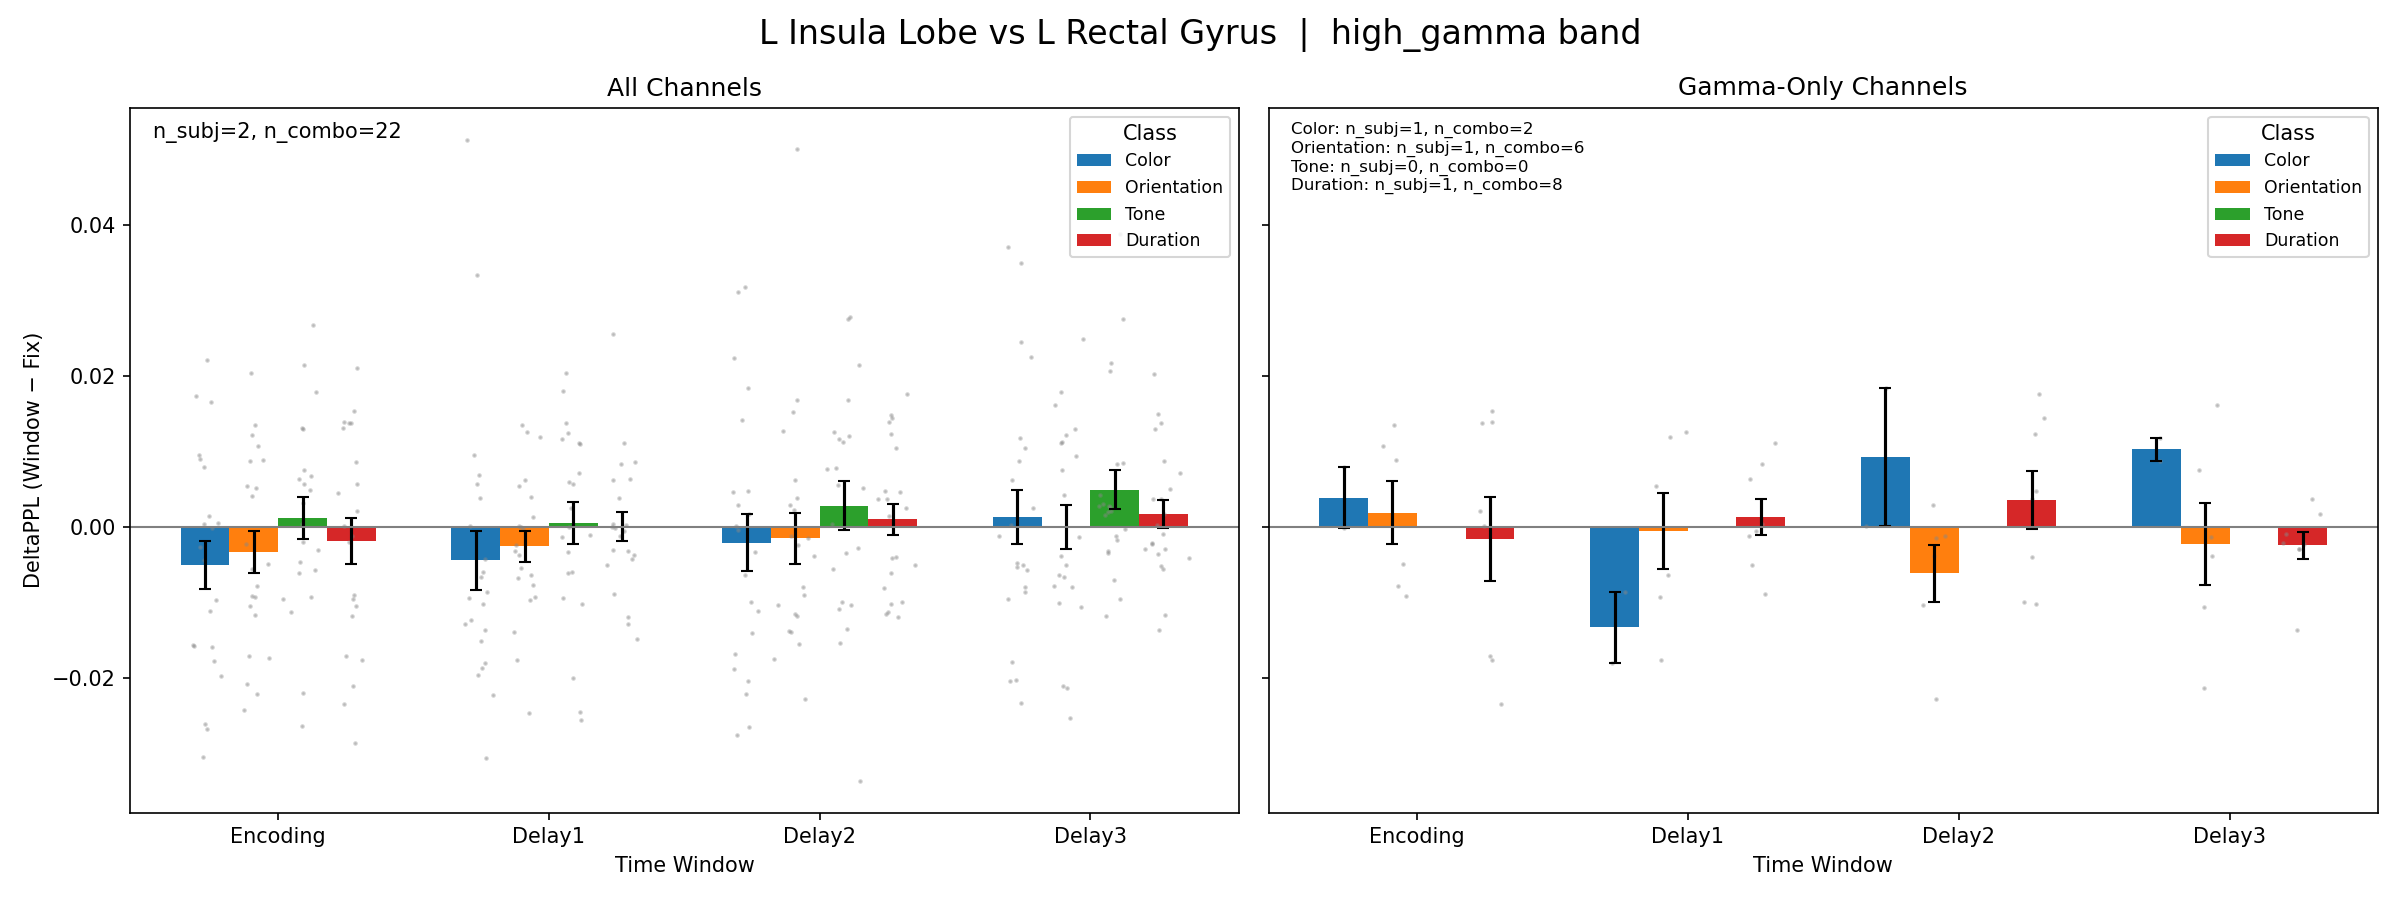 L Insula Lobe vs L Rectal Gyrus | high_gamma band
All Channels
n_subj=2, n_combo=22
Class
Color
Orientation
Tone
Duration
DeltaPPL (Window − Fix)
0.04
0.02
0.00
−0.02
Encoding
Delay1
Delay2
Delay3
Time Window
Gamma-Only Channels
Color: n_subj=1, n_combo=2
Orientation: n_subj=1, n_combo=6
Tone: n_subj=0, n_combo=0
Duration: n_subj=1, n_combo=8
Class
Color
Orientation
Tone
Duration
Encoding
Delay1
Delay2
Delay3
Time Window